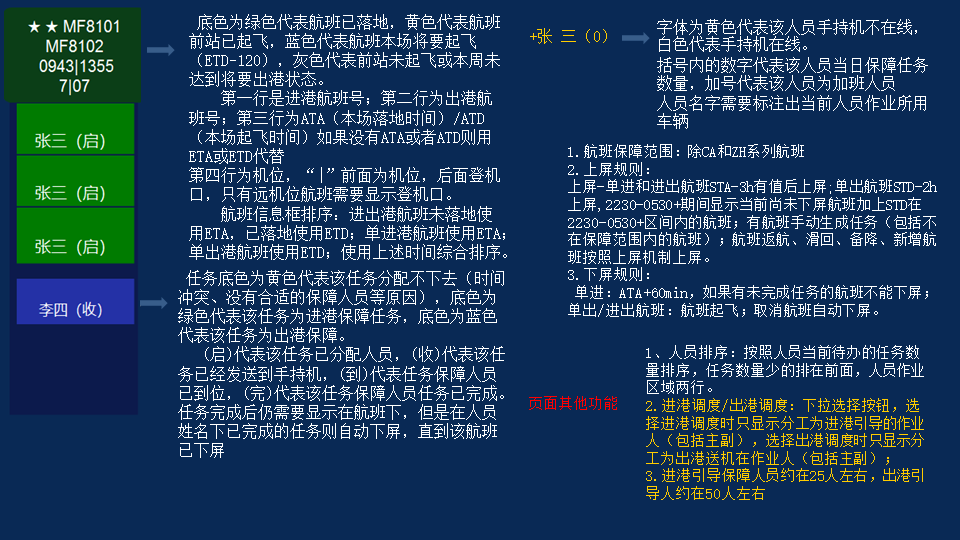 ★ ★ MF8101
MF8102
0943|1355
7|07
张三（启）
张三（启）
张三（启）
李四（收）
底色为绿色代表航班已落地，黄色代表航班
前站已起飞，蓝色代表航班本场将要起飞
（ETD-120），灰色代表前站未起飞或本周未
达到将要出港状态。
第一行是进港航班号；第二行为出港航
班号；第三行为ATA（本场落地时间）/ATD
（本场起飞时间）如果没有ATA或者ATD则用
ETA或ETD代替
第四行为机位，“|”前面为机位，后面登机
口，只有远机位航班需要显示登机口。
航班信息框排序：进出港航班未落地使
用ETA，已落地使用ETD；单进港航班使用ETA；
单出港航班使用ETD；使用上述时间综合排序。
任务底色为黄色代表该任务分配不下去（时间
冲突、没有合适的保障人员等原因），底色为
绿色代表该任务为进港保障任务，底色为蓝色
代表该任务为出港保障。
(启)代表该任务已分配人员，(收)代表该任
务已经发送到手持机，(到)代表任务保障人员
已到位，(完)代表该任务保障人员任务已完成。
任务完成后仍需要显示在航班下，但是在人员
姓名下已完成的任务则自动下屏，直到该航班
已下屏
+张 三（0）
字体为黄色代表该人员手持机不在线，
白色代表手持机在线。
括号内的数字代表该人员当日保障任务
数量，加号代表该人员为加班人员
人员名字需要标注出当前人员作业所用
车辆
1.航班保障范围：除CA和ZH系列航班
2.上屏规则：
上屏-单进和进出航班STA-3h有值后上屏;单出航班STD-2h
上屏,2230-0530+期间显示当前尚未下屏航班加上STD在
2230-0530+区间内的航班；有航班手动生成任务（包括不
在保障范围内的航班）；航班返航、滑回、备降、新增航
班按照上屏机制上屏。
3.下屏规则：
单进：ATA+60min，如果有未完成任务的航班不能下屏；
单出/进出航班：航班起飞；取消航班自动下屏。
页面其他功能
1、人员排序：按照人员当前待办的任务数
量排序，任务数量少的排在前面，人员作业
区域两行。
2.进港调度/出港调度：下拉选择按钮，选
择进港调度时只显示分工为进港引导的作业
人（包括主副），选择出港调度时只显示分
工为出港送机在作业人（包括主副）；
3.进港引导保障人员约在25人左右，出港引
导人约在50人左右